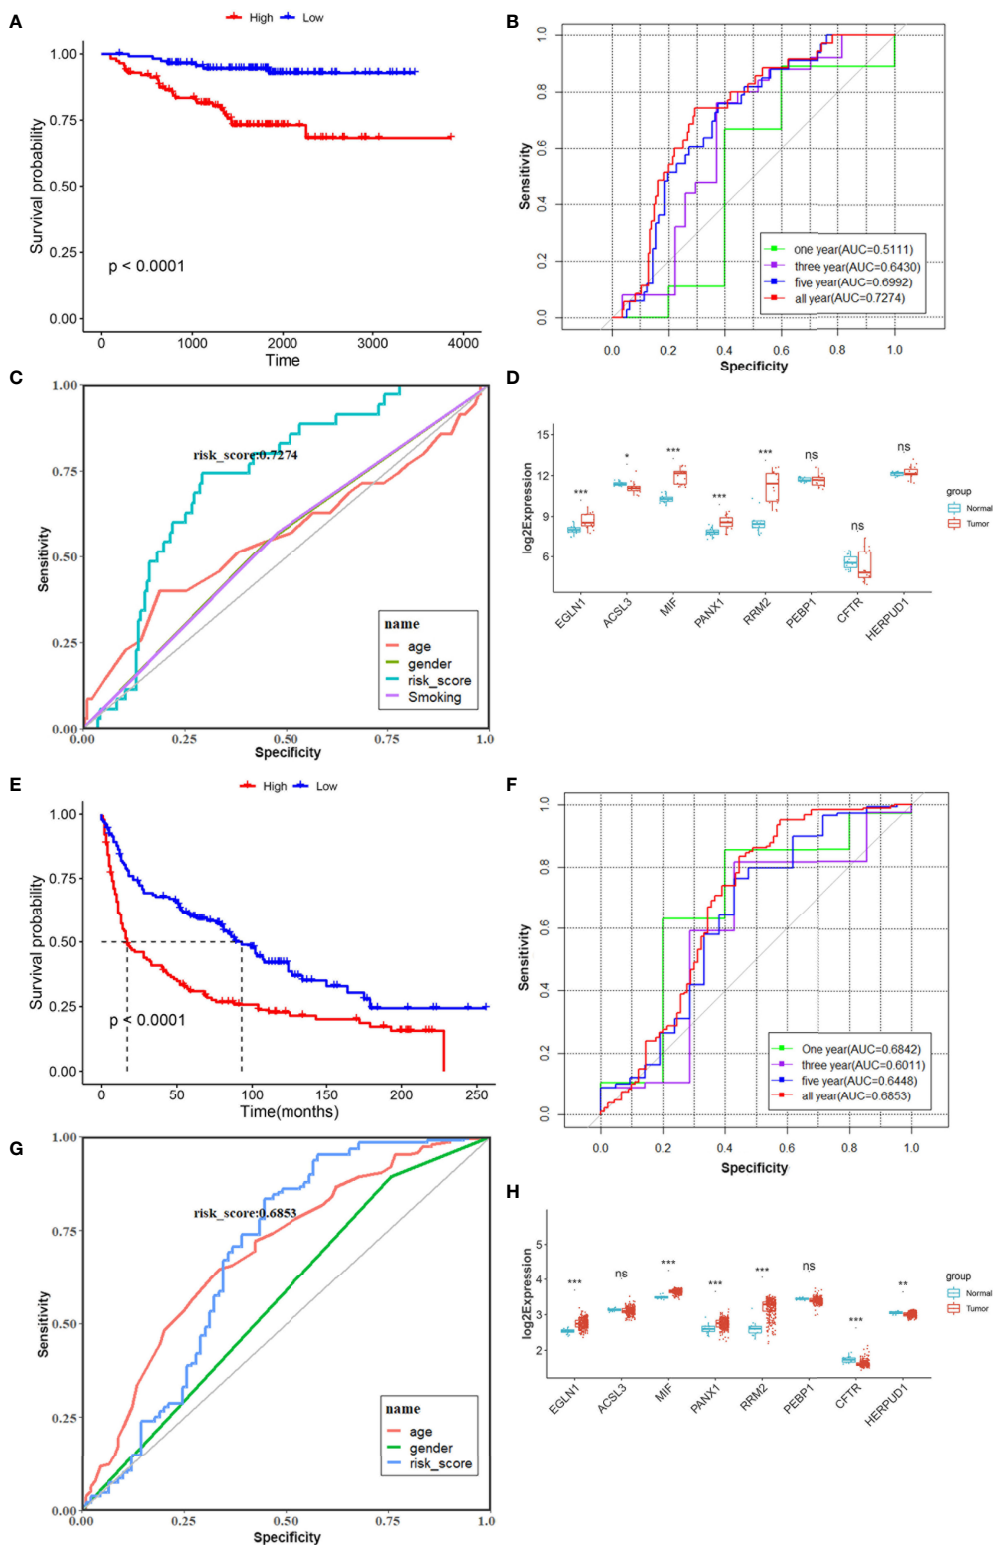 A
High Low
Survival probability
1.00
0.75
0.50
0.25
0.00
p < 0.0001
0 1000 2000 3000 4000
Time
B
Sensitivity
1.0
0.8
0.6
0.4
0.2
0.0
one year(AUC=0.5111)
three year(AUC=0.6430)
five year(AUC=0.6992)
all year(AUC=0.7274)
0.0 0.2 0.4 0.6 0.8 1.0
Specificity
C
Sensitivity
1.00
0.75
0.50
0.25
0.00
risk_score:0.7274
name
age
gender
risk_score
Smoking
0.00 0.25 0.50 0.75 1.0
Specificity
D
log2Expression
15
12
9
6
*** * *** *** *** ns ns ns
group
Normal
Tumor
EGLN1 ACSL3 MIF PANX1 RRM2 PEBP1 CFTR HERPUD1
E
High Low
Survival probability
1.00
0.75
0.50
0.25
0.00
p < 0.0001
0 50 100 150 200 250
Time(months)
F
Sensitivity
1.0
0.8
0.6
0.4
0.2
0.0
One year(AUC=0.6842)
three year(AUC=0.6011)
five year(AUC=0.6448)
all year(AUC=0.6853)
0.0 0.2 0.4 0.6 0.8 1.0
Specificity
G
Sensitivity
1.00
0.75
0.50
0.25
0.00
risk_score:0.6853
name
age
gender
risk_score
0.00 0.25 0.50 0.75 1.0
Specificity
H
log2Expression
5
4
3
2
*** ns *** *** *** ns *** **
group
Normal
Tumor
EGLN1 ACSL3 MIF PANX1 RRM2 PEBP1 CFTR HERPUD1